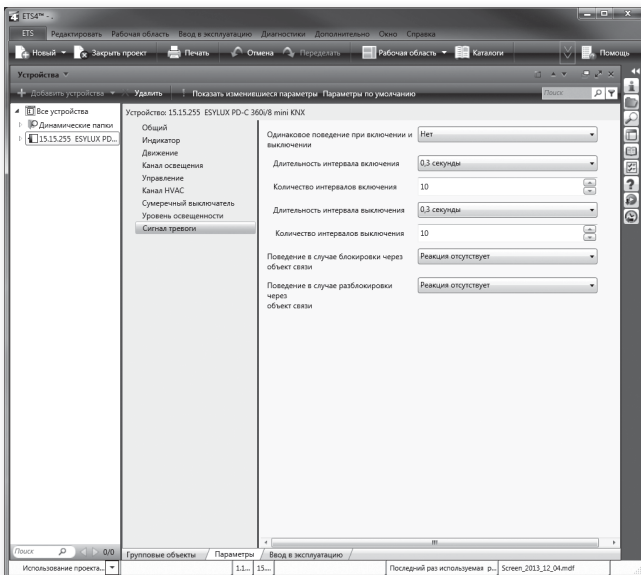 ETS4™ - .
ETS Редактировать Рабочая область Ввод в эксплуатацию Диагностики Дополнительно Окно Справка
Новый Закрыть проект Печать Отмена Переделать Рабочая область Каталоги Помощь
Устройства
Добавить устройства Удалить Показать изменившиеся параметры Параметры по умолчанию Поиск
Все устройства
Динамические папки
15.15.255 ESYLUX PD...
Устройство: 15.15.255 ESYLUX PD-C 360i/8 mini KNX
Общий
Индикатор
Движение
Канал освещения
Управление
Канал HVAC
Сумеречный выключатель
Уровень освещенности
Сигнал тревоги
Одинаковое поведение при включении и
выключении
Нет
Длительность интервала включения 0,3 секунды
Количество интервалов включения 10
Длительность интервала выключения 0,3 секунды
Количество интервалов выключения 10
Поведение в случае блокировки через
объект связи
Реакция отсутствует
Поведение в случае разблокировки
через
объект связи
Реакция отсутствует
Поиск 0/0
Групповые объекты Параметры Ввод в эксплуатацию
Использование проекта... 1.1... 15.... Последний раз используемая р... Screen_2013_12_04.mdf